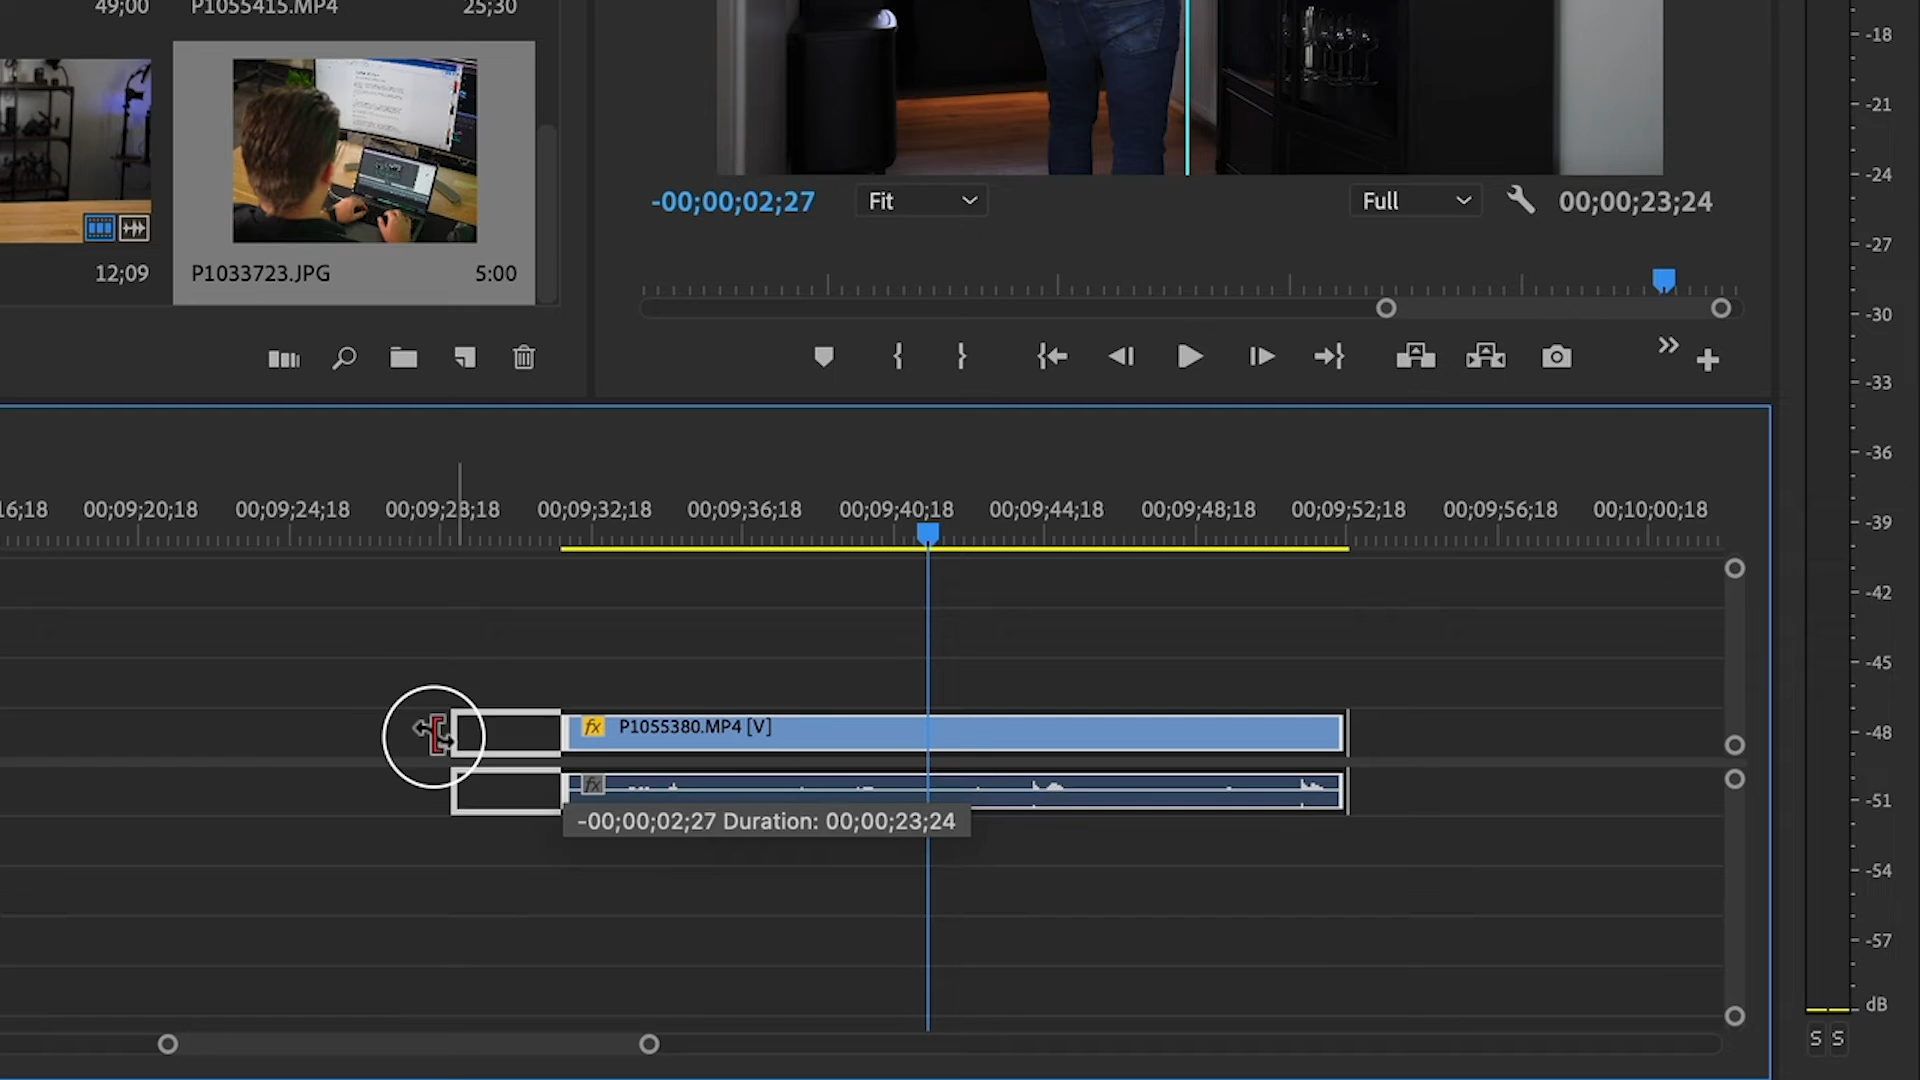 49;00 P1055415.MP4 25;30
12;09 P1033723.JPG 5:00
-00;00;02;27 Fit Full 00;00;23;24
16;18 00;09;20;18 00;09;24;18 00;09;28;18 00;09;32;18 00;09;36;18 00;09;40;18 00;09;44;18 00;09;48;18 00;09;52;18 00;09;56;18 00;10;00;18
fx P1055380.MP4 [V]
fx
-00;00;02;27 Duration: 00;00;23;24
-18
-21
-24
-27
-30
-33
-36
-39
-42
-45
-48
-51
-54
-57
dB
S S